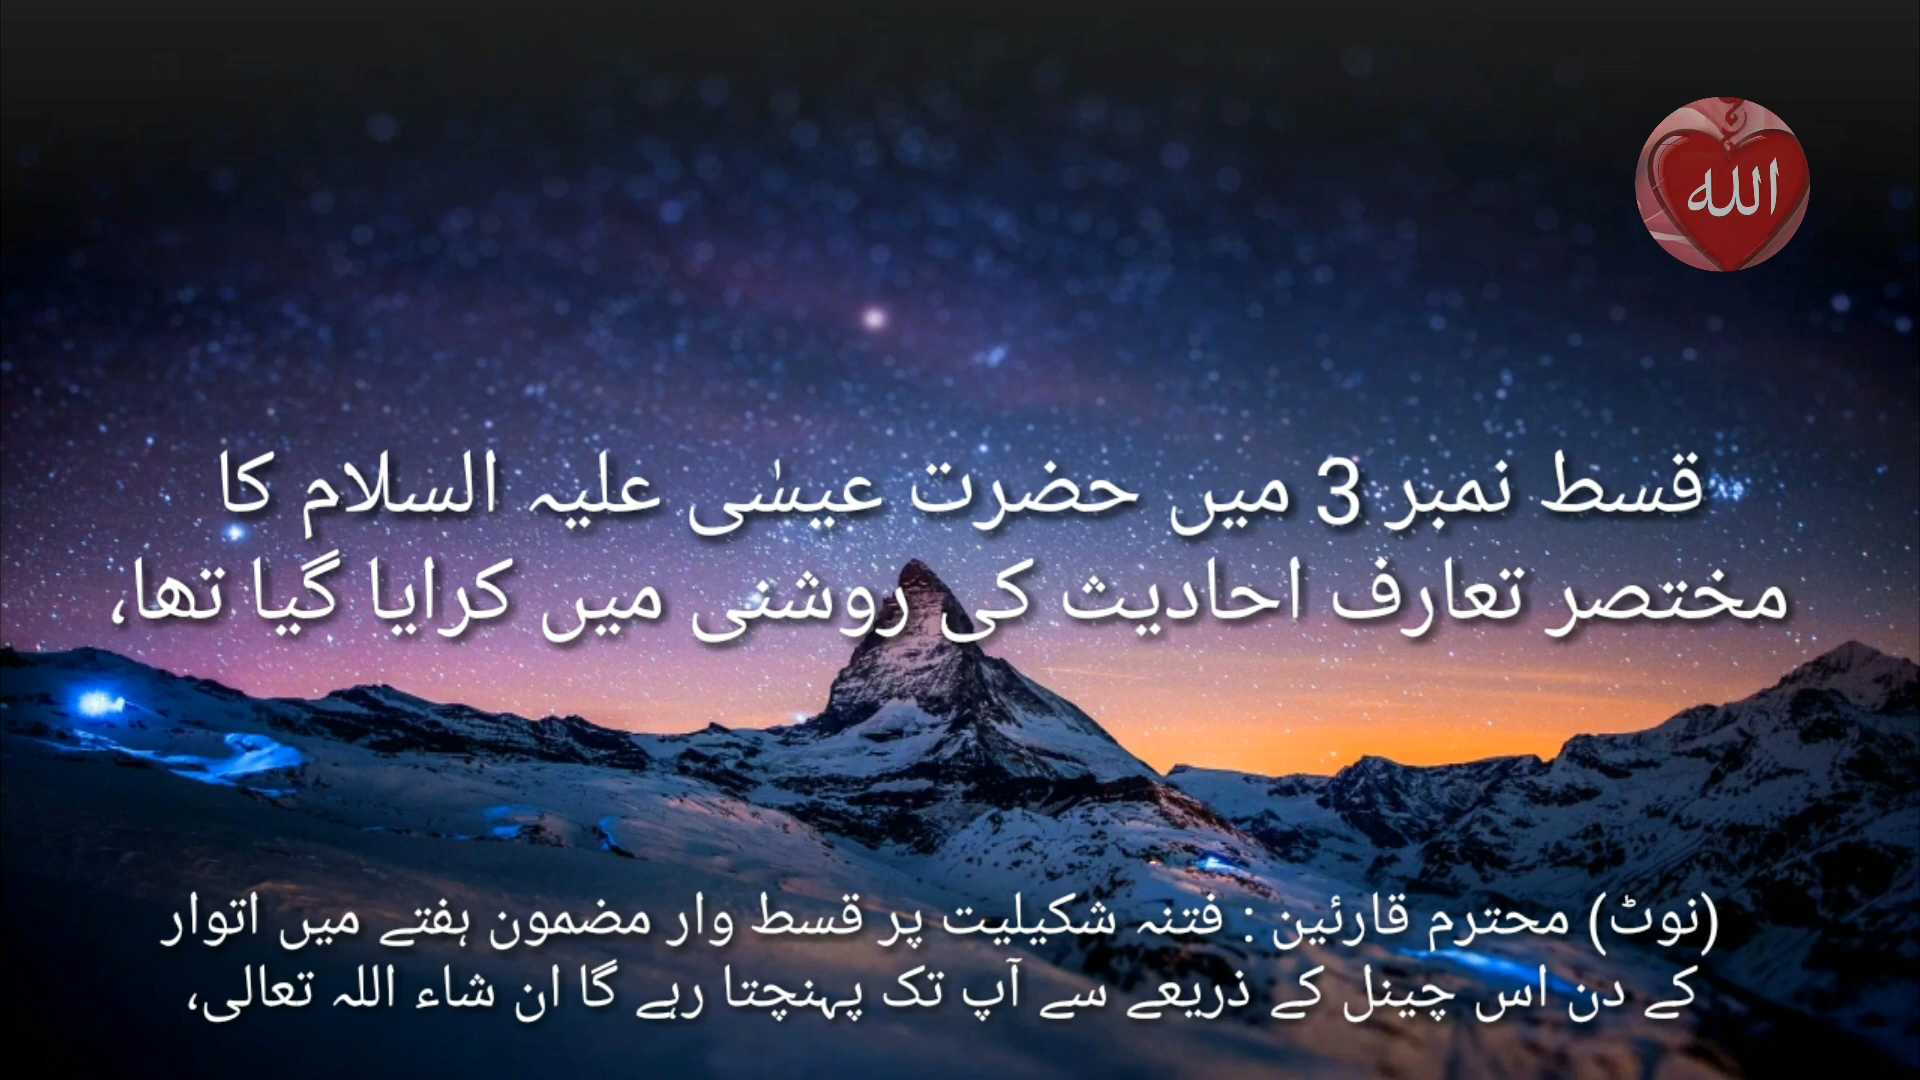 الله
قسط نمبر 3 میں حضرت عیسٰی علیہ السلام کا
مختصر تعارف احادیث کی روشنی میں کرایا گیا تھا،
(نوٹ) محترم قارئین : فتنہ شکیلیت پر قسط وار مضمون ہفتے میں اتوار
کے دن اس چینل کے ذریعے سے آپ تک پہنچتا رہے گا ان شاء اللہ تعالی،